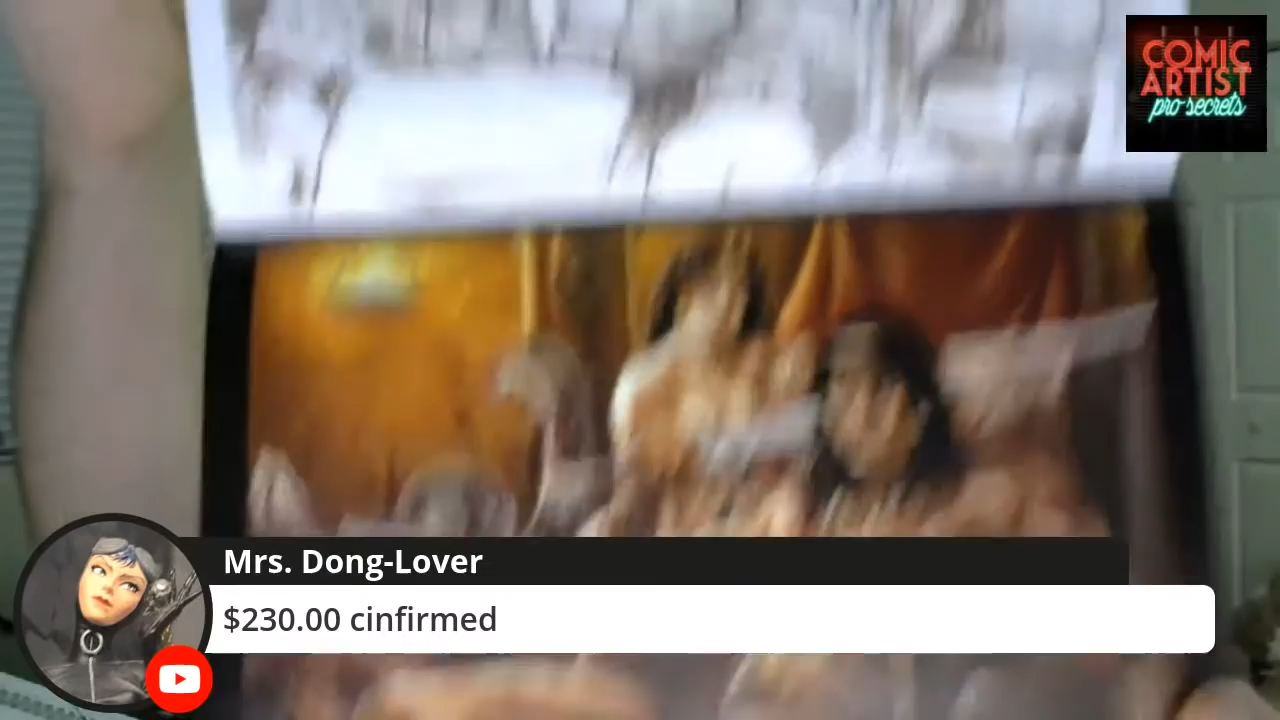 COMIC
ARTIST
pro secrets
Mrs. Dong-Lover
$230.00 cinfirmed